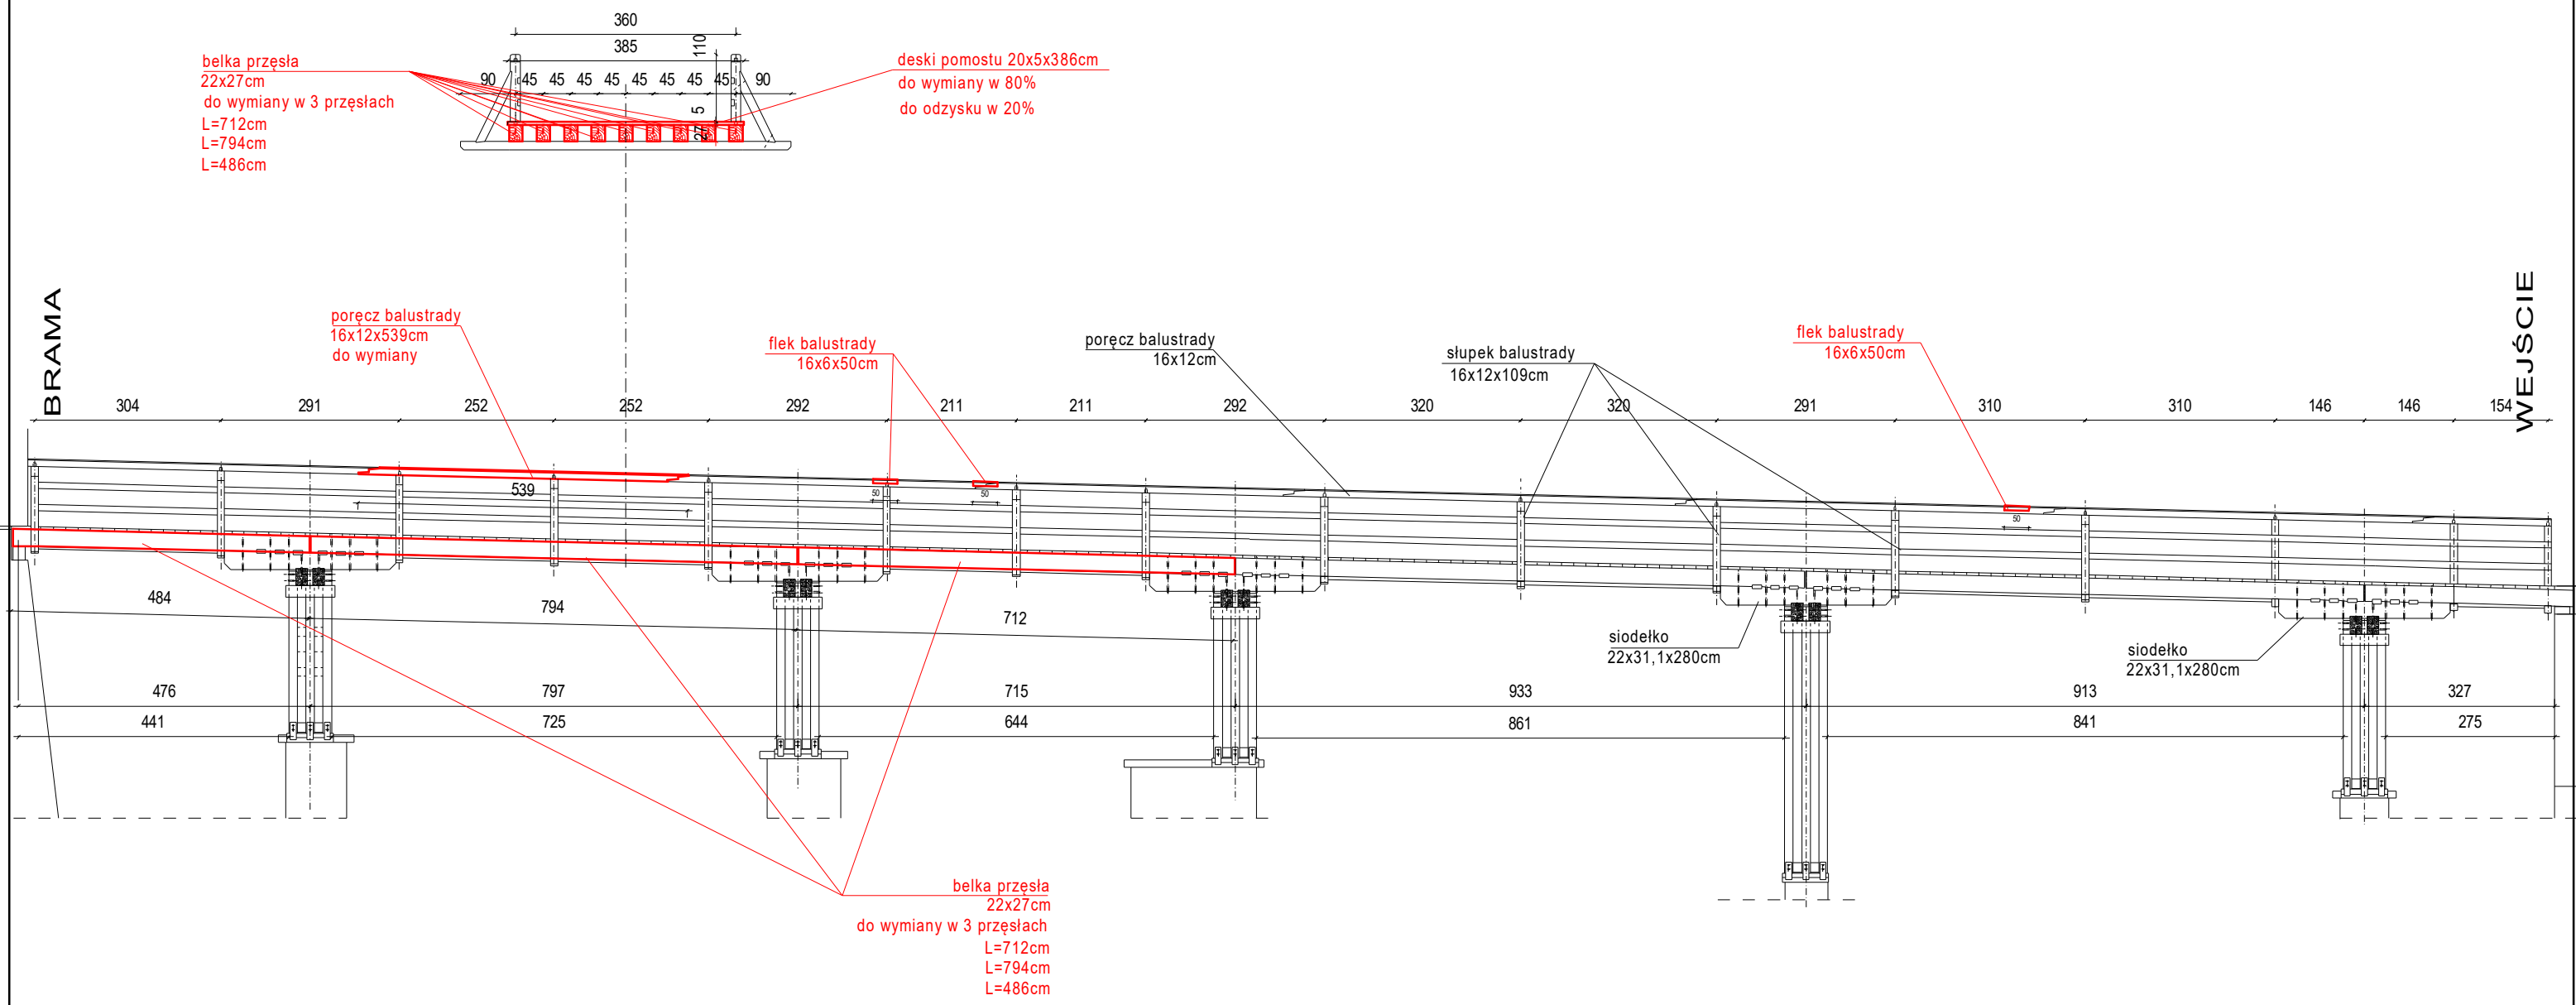 360
385
110
90 45 45 45 45 45 45 45 45 90
5
27
belka przęsła
22x27cm
do wymiany w 3 przęsłach
L=712cm
L=794cm
L=486cm
deski pomostu 20x5x386cm
do wymiany w 80%
do odzysku w 20%
BRAMA
WEJŚCIE
poręcz balustrady
16x12x539cm
do wymiany
flek balustrady
16x6x50cm
poręcz balustrady
16x12cm
słupek balustrady
16x12x109cm
flek balustrady
16x6x50cm
304 291 252 252 292 211 211 292 320 320 291 310 310 146 146 154
539
50
50
50
484
794
712
siodełko
22x31,1x280cm
siodełko
22x31,1x280cm
476 797 715 933 913 327
441 725 644 861 841 275
belka przęsła
22x27cm
do wymiany w 3 przęsłach
L=712cm
L=794cm
L=486cm